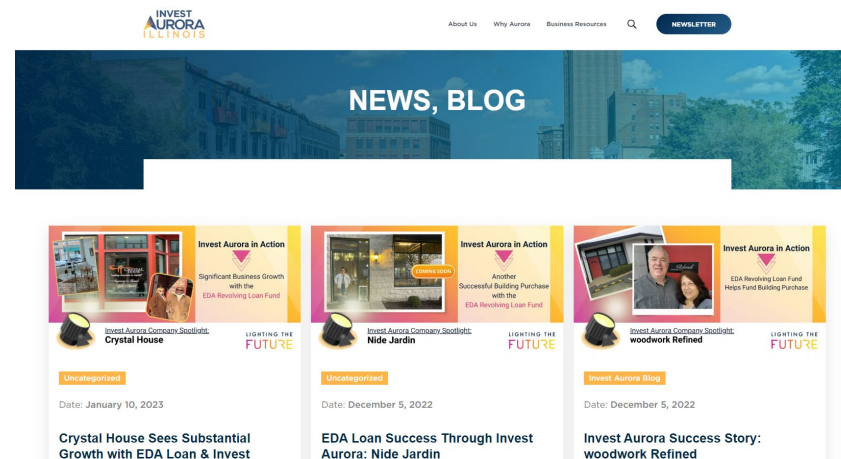 INVEST
AURORA
ILLINOIS
About Us Why Aurora Business Resources NEWSLETTER
NEWS, BLOG
Invest Aurora in Action
Significant Business Growth
with the
EDA Revolving Loan Fund
Invest Aurora Company Spotlight:
Crystal House
LIGHTING THE
FUTURE
Uncategorized
Date: January 10, 2023
Crystal House Sees Substantial
Growth with EDA Loan & Invest
Invest Aurora in Action
COMING SOON
Another
Successful Building Purchase
with the
EDA Revolving Loan Fund
Invest Aurora Company Spotlight:
Nide Jardin
LIGHTING THE
FUTURE
Uncategorized
Date: December 5, 2022
EDA Loan Success Through Invest
Aurora: Nide Jardin
Invest Aurora in Action
EDA Revolving Loan Fund
Helps Fund Building Purchase
Invest Aurora Company Spotlight:
woodwork Refined
LIGHTING THE
FUTURE
Invest Aurora Blog
Date: December 5, 2022
Invest Aurora Success Story:
woodwork Refined